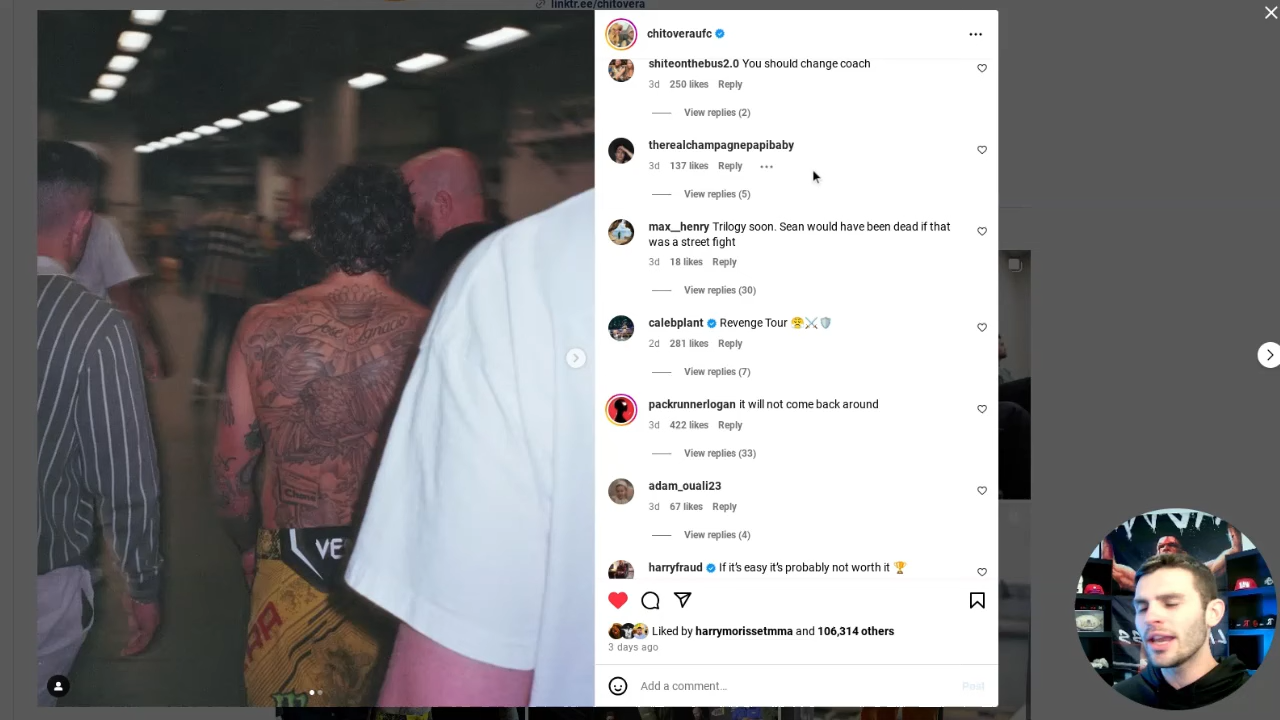 linktr.ee/chitovera
chitoveraufc
shiteonthebus2.0 You should change coach
3d 250 likes Reply
View replies (2)
therealchampagnepapibaby
3d 137 likes Reply
View replies (5)
max__henry Trilogy soon. Sean would have been dead if that
was a street fight
3d 18 likes Reply
View replies (30)
calebplant Revenge Tour 😤⚔️🛡️
2d 281 likes Reply
View replies (7)
packrunnerlogan it will not come back around
3d 422 likes Reply
View replies (33)
adam_ouali23
3d 67 likes Reply
View replies (4)
harryfraud If it's easy it's probably not worth it 🏆
Liked by harrymorissetmma and 106,314 others
3 days ago
Add a comment...
Post
VE